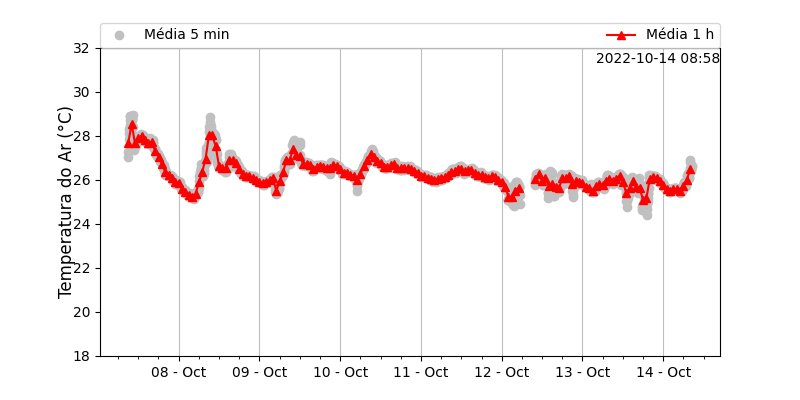 Média 5 min
Média 1 h
2022-10-14 08:58
Temperatura do Ar (°C)
32
30
28
26
24
22
20
18
08 - Oct
09 - Oct
10 - Oct
11 - Oct
12 - Oct
13 - Oct
14 - Oct